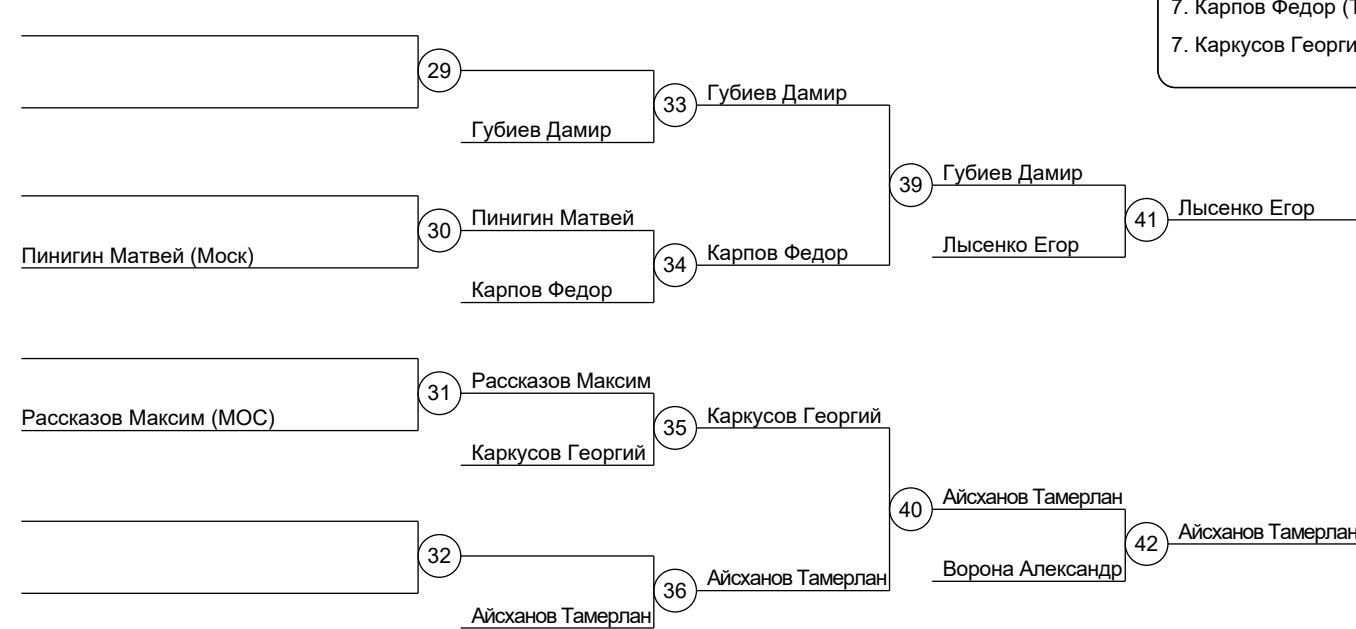 7. Карпов Федор (Т
7. Каркусов Георги
29
33
Губиев Дамир
Губиев Дамир
39
Губиев Дамир
30
Пинигин Матвей
41
Лысенко Егор
Пинигин Матвей (Моск)
34
Карпов Федор
Лысенко Егор
Карпов Федор
31
Рассказов Максим
Рассказов Максим (МОС)
35
Каркусов Георгий
Каркусов Георгий
40
Айсханов Тамерлан
32
42
Айсханов Тамерлан
36
Айсханов Тамерлан
Ворона Александр
Айсханов Тамерлан